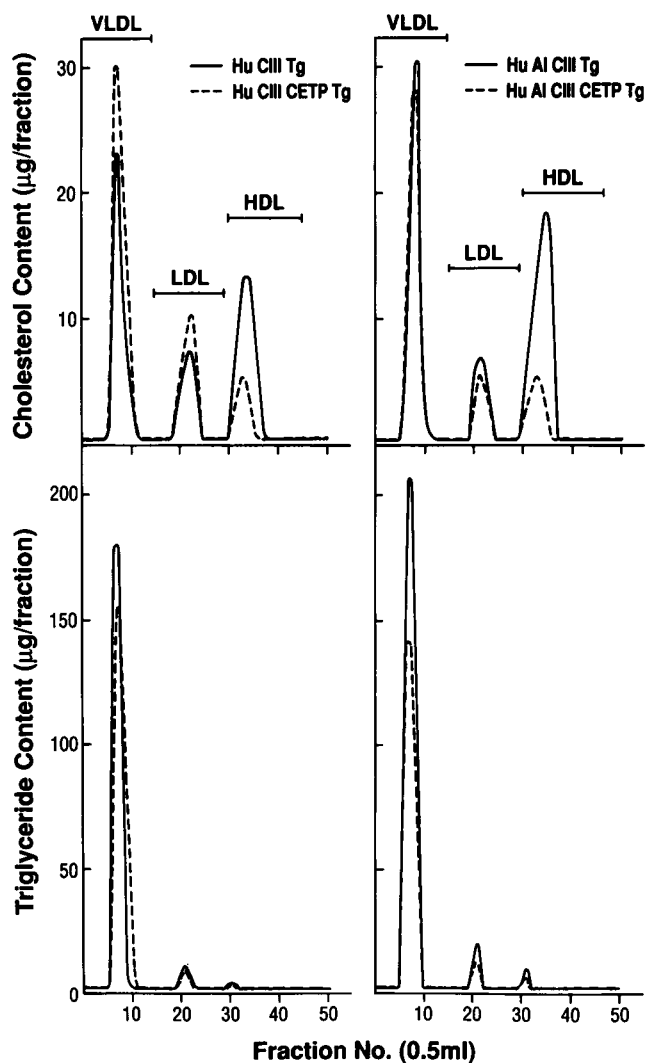 VLDL
Hu CIII Tg
Hu CIII CETP Tg
LDL
HDL
Cholesterol Content (μg/fraction)
30
20
10
VLDL
Hu AI CIII Tg
Hu AI CIII CETP Tg
HDL
LDL
Triglyceride Content (μg/fraction)
200
150
100
50
0
10 20 30 40 50
10 20 30 40 50
Fraction No. (0.5ml)